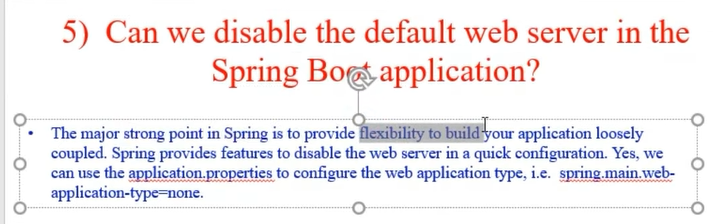 5) Can we disable the default web server in the
Spring Boot application?
• The major strong point in Spring is to provide flexibility to build your application loosely
coupled. Spring provides features to disable the web server in a quick configuration. Yes, we
can use the application.properties to configure the web application type, i.e. spring.main.web-
application-type=none.